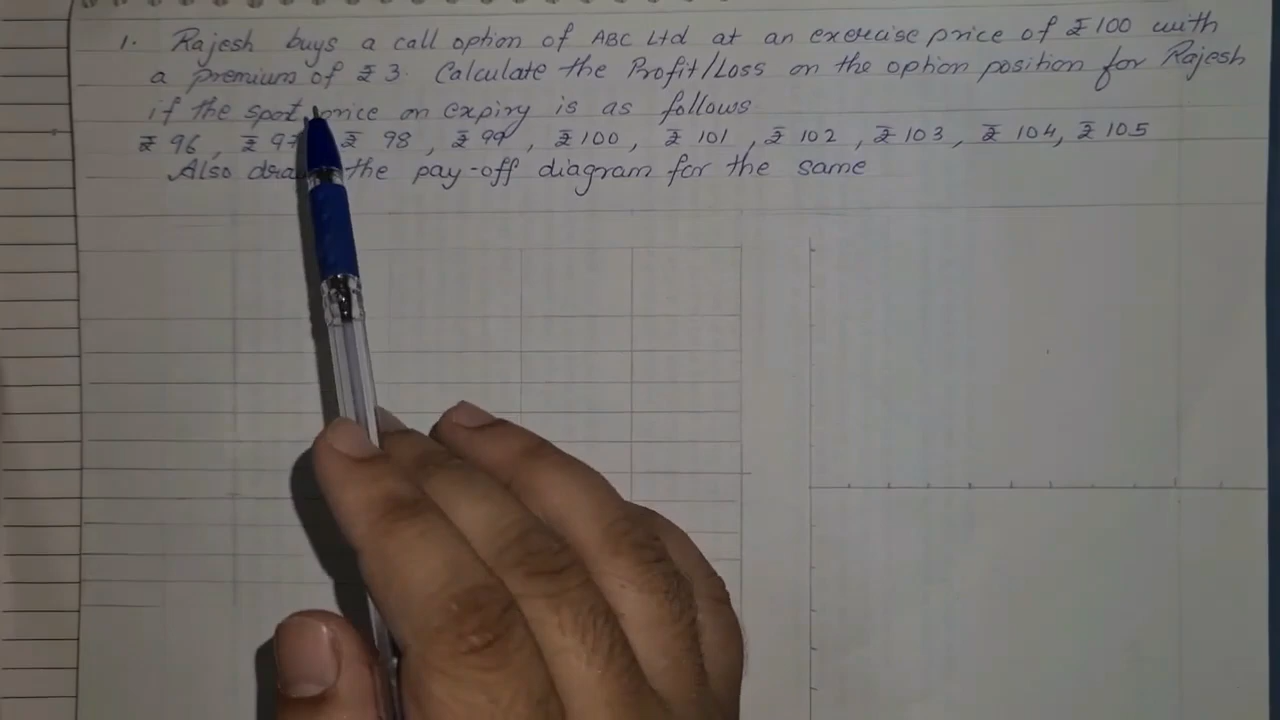 1. Rajesh buys a call option of ABC Ltd at an exercise price of ₹100 with
a premium of ₹3. Calculate the Profit/Loss on the option position for Rajesh
if the spot price on expiry is as follows
₹96, ₹97 ₹98, ₹99, ₹100, ₹101, ₹102, ₹103, ₹104, ₹105
Also the pay-off diagram for the same